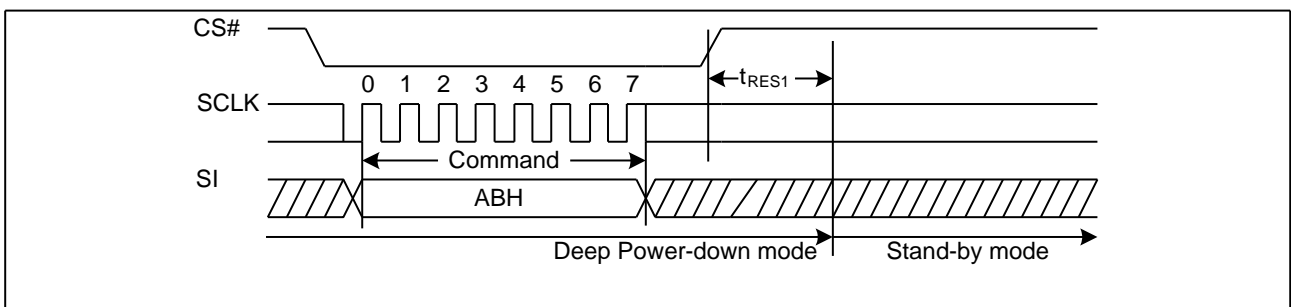 CS#
tRES1
0 1 2 3 4 5 6 7
SCLK
Command
SI
ABH
Deep Power-down mode Stand-by mode